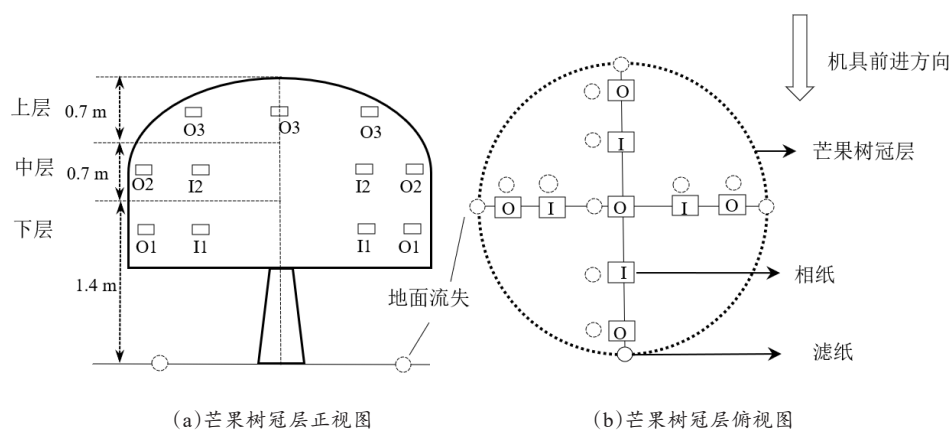 上层
0.7 m
O3
O3
O3
中层
0.7 m
O2
I2
I2
O2
下层
O1
I1
I1
O1
1.4 m
地面流失
(a)芒果树冠层正视图
机具前进方向
O
I
芒果树冠层
O
I
O
I
O
I
相纸
O
滤纸
(b)芒果树冠层俯视图